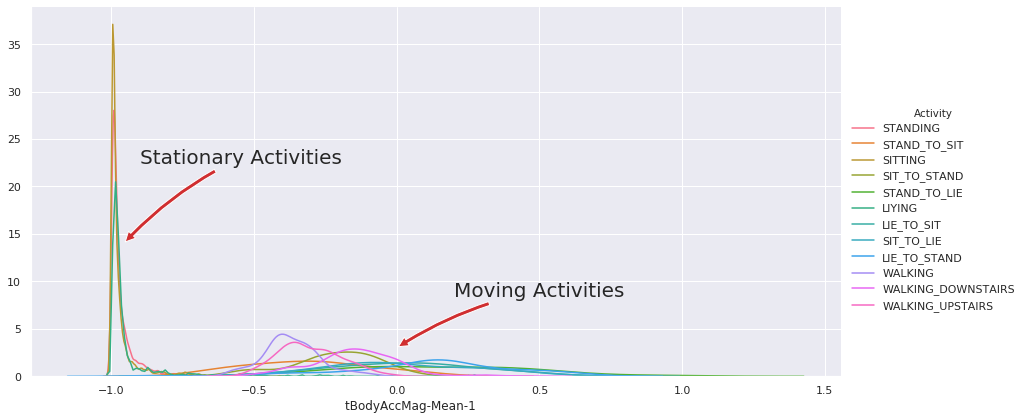 35
30
25
20
15
10
5
0
Stationary Activities
Moving Activities
−1.0
−0.5
0.0
0.5
1.0
1.5
tBodyAccMag-Mean-1
Activity
STANDING
STAND_TO_SIT
SITTING
SIT_TO_STAND
STAND_TO_LIE
LIYING
LIE_TO_SIT
SIT_TO_LIE
LIE_TO_STAND
WALKING
WALKING_DOWNSTAIRS
WALKING_UPSTAIRS